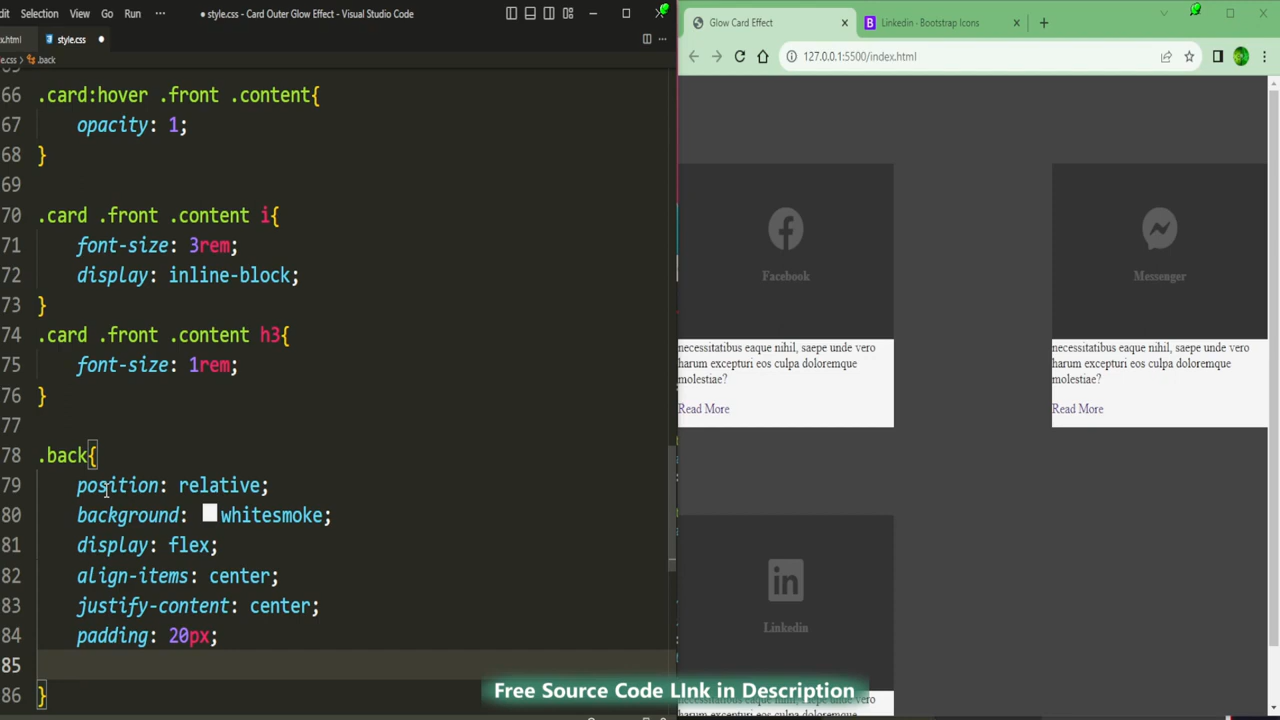 Selection View Go Run ··· style.css - Card Outer Glow Effect - Visual Studio Code
style.css
.back
66 .card:hover .front .content{
67 opacity: 1;
68 }
69
70 .card .front .content i{
71 font-size: 3rem;
72 display: inline-block;
73 }
74 .card .front .content h3{
75 font-size: 1rem;
76 }
77
78 .back{
79 position: relative;
80 background: whitesmoke;
81 display: flex;
82 align-items: center;
83 justify-content: center;
84 padding: 20px;
85
86 }
Glow Card Effect
Linkedin · Bootstrap Icons
127.0.0.1:5500/index.html
Facebook
necessitatibus eaque nihil, saepe unde vero
harum excepturi eos culpa doloremque
molestiae?
Read More
Messenger
necessitatibus eaque nihil, saepe unde vero
harum excepturi eos culpa doloremque
molestiae?
Read More
in
Linkedin
Free Source Code LInk in Description